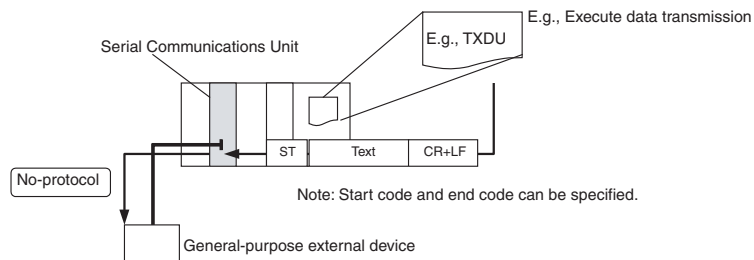 E.g., Execute data transmission
E.g., TXDU
Serial Communications Unit
ST Text CR+LF
No-protocol
Note: Start code and end code can be specified.
General-purpose external device